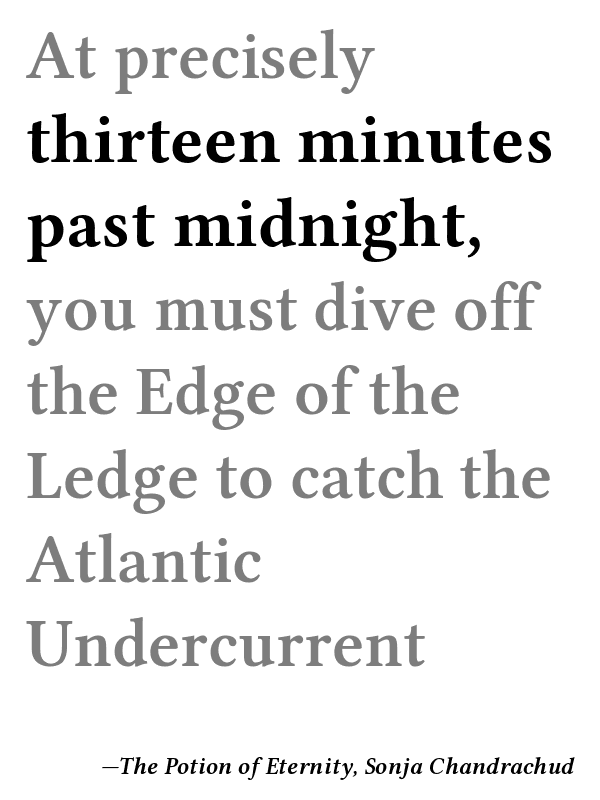 At precisely
thirteen minutes
past midnight,
you must dive off
the Edge of the
Ledge to catch the
Atlantic
Undercurrent
—The Potion of Eternity, Sonja Chandrachud